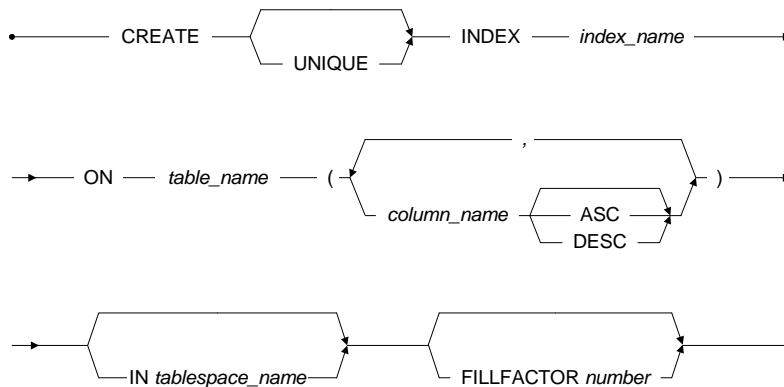 CREATE UNIQUE INDEX index_name
ON table_name ( , column_name ASC DESC )
IN tablespace_name FILLFACTOR number